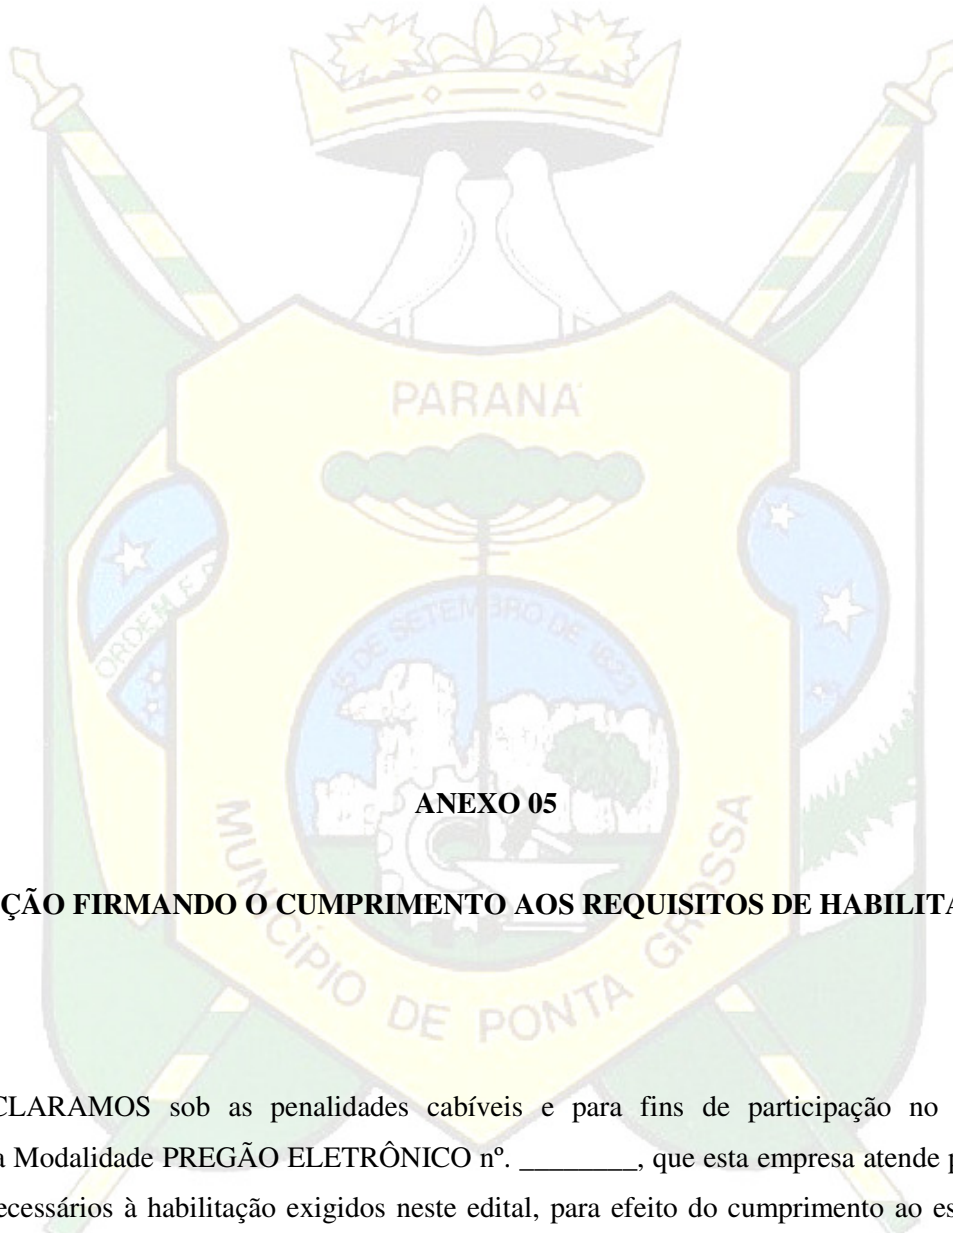 PARANÁ
ORDEM E
15 DE SETEMBRO DE 1823
ANEXO 05
MUNICÍPIO DE PONTA GROSSA
ÇÃO FIRMANDO O CUMPRIMENTO AOS REQUISITOS DE HABILITA
CLARAMOS sob as penalidades cabíveis e para fins de participação no
a Modalidade PREGÃO ELETRÔNICO nº. ________, que esta empresa atende p
ecessários à habilitação exigidos neste edital, para efeito do cumprimento ao es